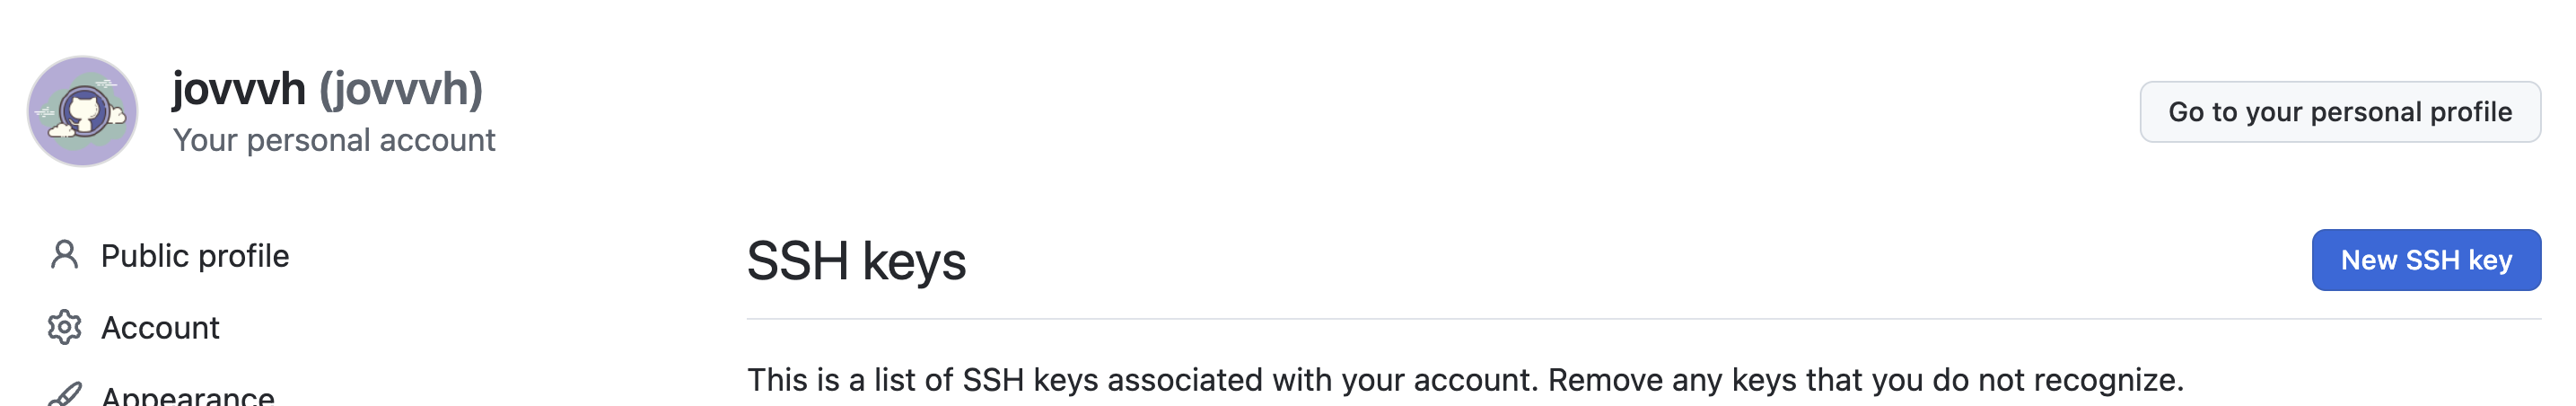 jovvvh (jovvvh)
Your personal account
Go to your personal profile
Public profile
Account
Appearance
SSH keys
New SSH key
This is a list of SSH keys associated with your account. Remove any keys that you do not recognize.